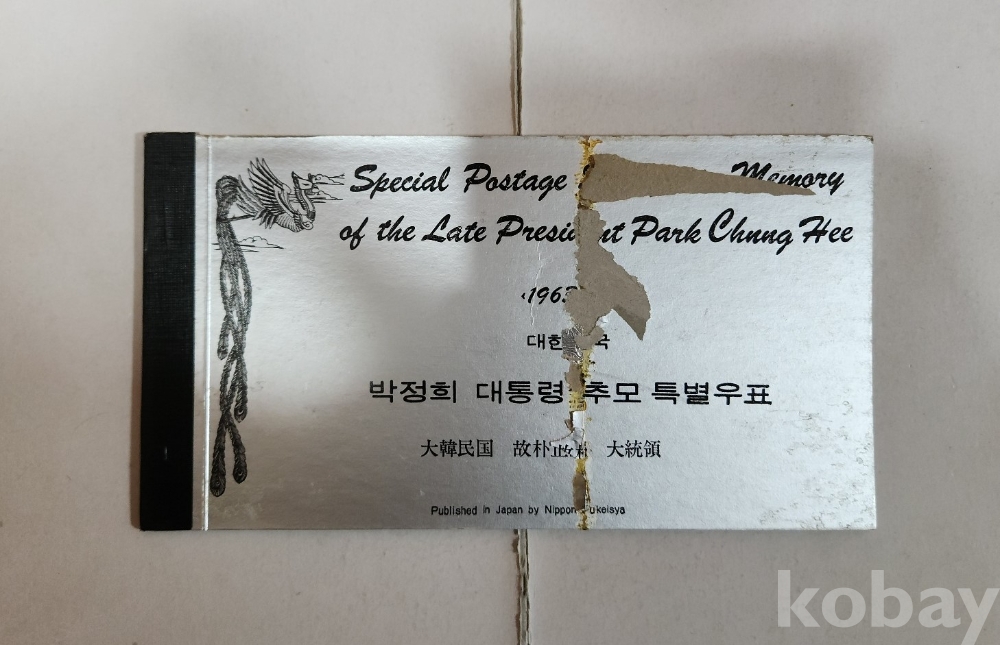 Special Postage Memory
of the Late President Park Chung Hee
대한 국
박정희 대통령 추모 특별우표
大韓民国 故朴正 大統領
Published in Japan by Nippon
kobay